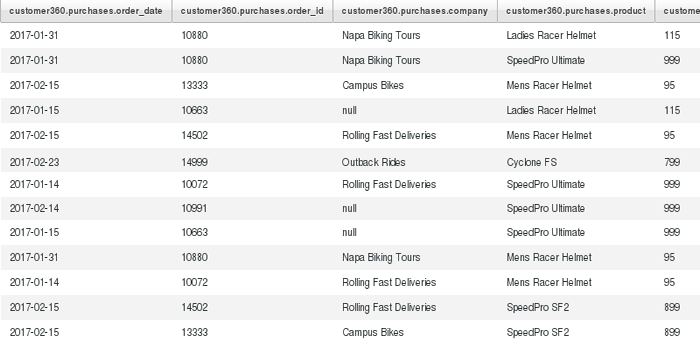 customer360.purchases.order_date customer360.purchases.order_id customer360.purchases.company customer360.purchases.product custome
2017-01-31 10880 Napa Biking Tours Ladies Racer Helmet 115
2017-01-31 10880 Napa Biking Tours SpeedPro Ultimate 999
2017-02-15 13333 Campus Bikes Mens Racer Helmet 95
2017-01-15 10663 null Ladies Racer Helmet 115
2017-02-15 14502 Rolling Fast Deliveries Mens Racer Helmet 95
2017-02-23 14999 Outback Rides Cyclone FS 799
2017-01-14 10072 Rolling Fast Deliveries SpeedPro Ultimate 999
2017-02-14 10991 null SpeedPro Ultimate 999
2017-01-15 10663 null SpeedPro Ultimate 999
2017-01-31 10880 Napa Biking Tours Mens Racer Helmet 95
2017-01-14 10072 Rolling Fast Deliveries Mens Racer Helmet 95
2017-02-15 14502 Rolling Fast Deliveries SpeedPro SF2 899
2017-02-15 13333 Campus Bikes SpeedPro SF2 899